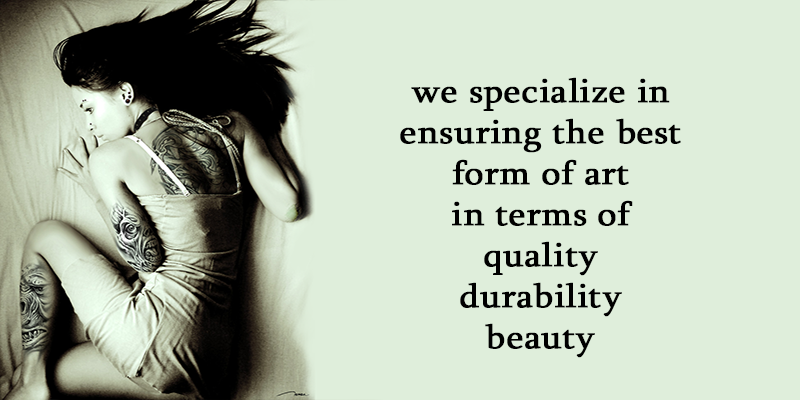 we specialize in
ensuring the best
form of art
in terms of
quality
durability
beauty